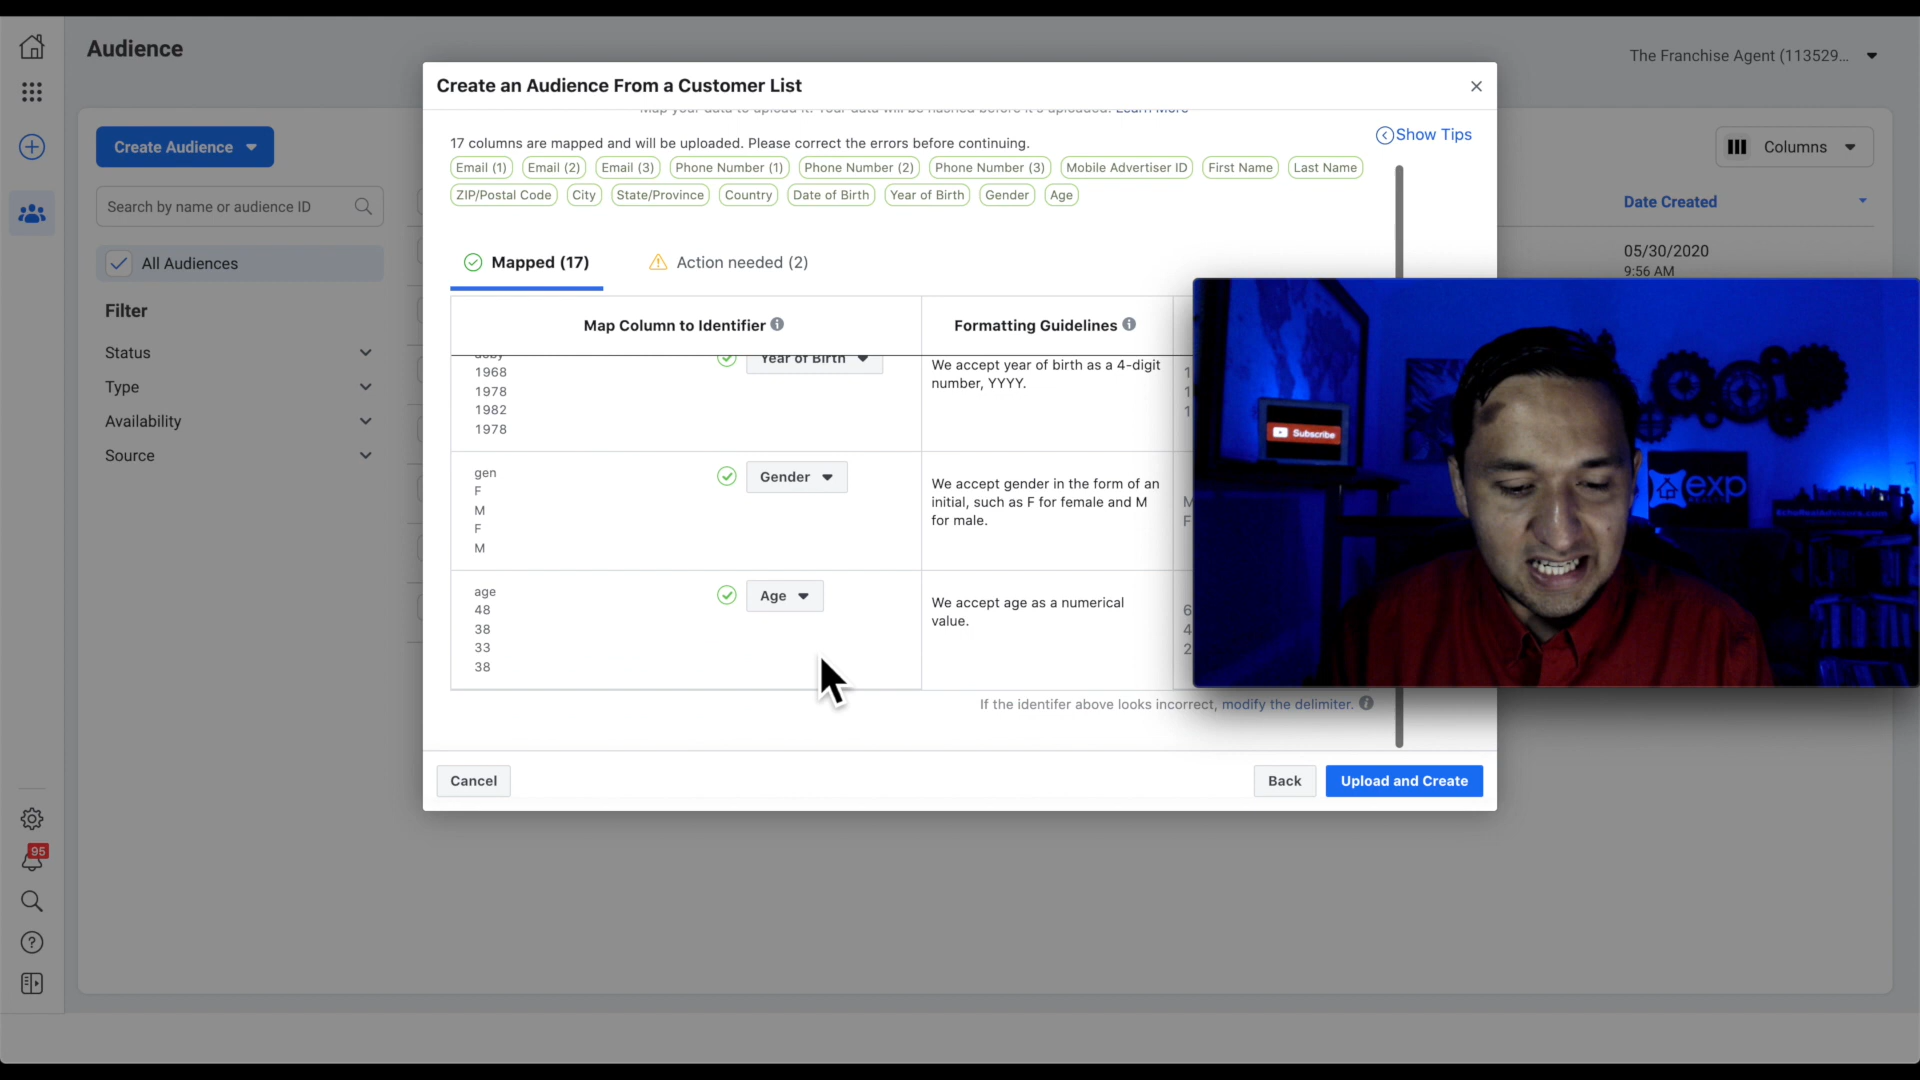 Audience
The Franchise Agent (113529...
Create an Audience From a Customer List
Map your data to upload it. Your data will be hashed before it's uploaded. Learn More
17 columns are mapped and will be uploaded. Please correct the errors before continuing.
Show Tips
Create Audience
Columns
Email (1) Email (2) Email (3) Phone Number (1) Phone Number (2) Phone Number (3) Mobile Advertiser ID First Name Last Name
ZIP/Postal Code City State/Province Country Date of Birth Year of Birth Gender Age
Search by name or audience ID
Date Created
All Audiences
Mapped (17)
Action needed (2)
05/30/2020
9:56 AM
Filter
Status
Type
Availability
Source
Map Column to Identifier
Formatting Guidelines
doby
1968
1978
1982
1978
Year of Birth
We accept year of birth as a 4-digit
number, YYYY.
1
1
1
gen
F
M
F
M
Gender
We accept gender in the form of an
initial, such as F for female and M
for male.
M
F
age
48
38
33
38
Age
We accept age as a numerical
value.
6
4
2
Subscribe
exp
If the identifer above looks incorrect, modify the delimiter.
Cancel
Back
Upload and Create
95